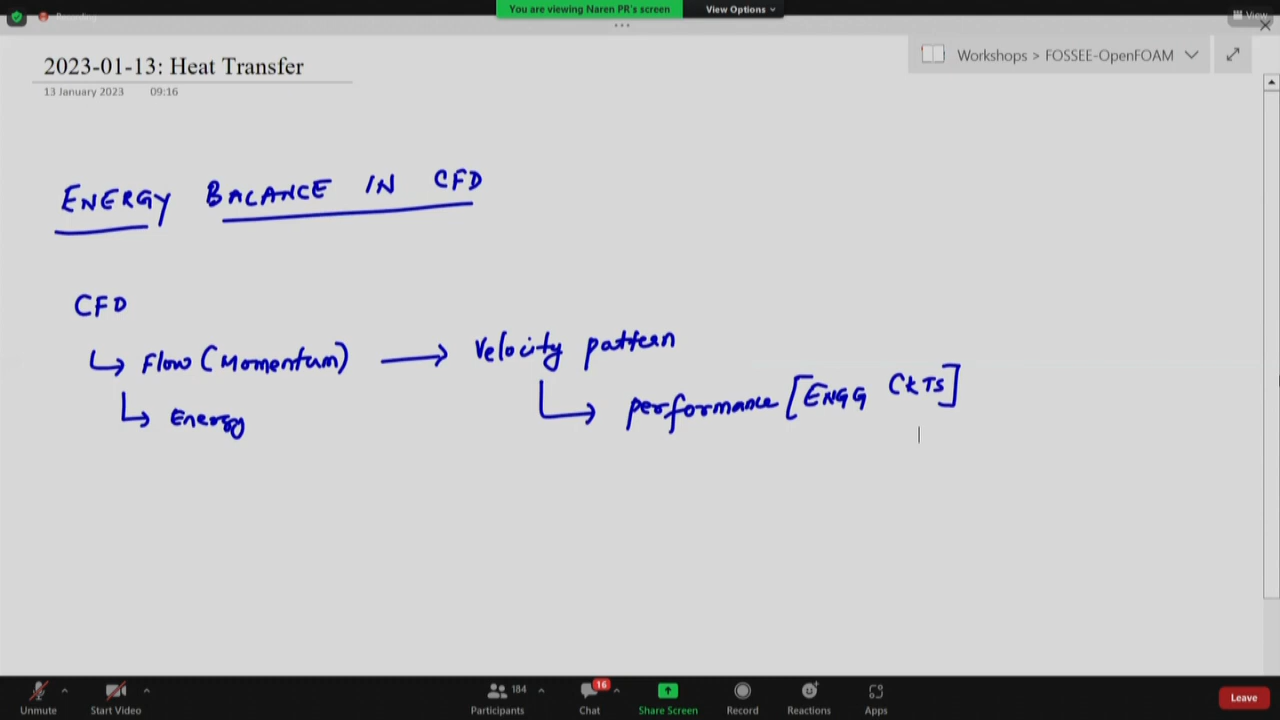 You are viewing Naren PR's screen View Options
Recording
View
2023-01-13: Heat Transfer
Workshops > FOSSEE-OpenFOAM
13 January 2023 09:16
ENERGY BALANCE IN CFD
CFD
Flow (Momentum) → Velocity pattern
Energy
performance [ENGG CKTS]
Unmute
Start Video
184
Participants
16
Chat
Share Screen
Record
Reactions
Apps
Leave